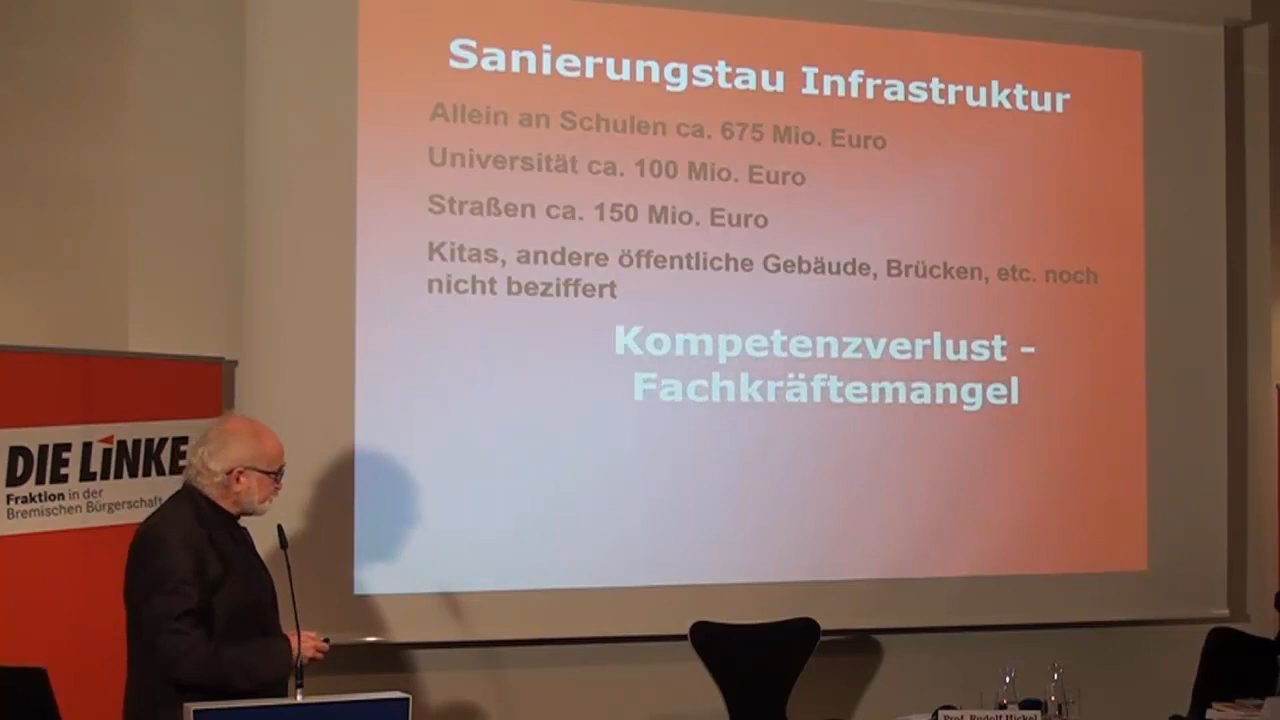 Sanierungstau Infrastruktur
Allein an Schulen ca. 675 Mio. Euro
Universität ca. 100 Mio. Euro
Straßen ca. 150 Mio. Euro
Kitas, andere öffentliche Gebäude, Brücken, etc. noch
nicht beziffert
Kompetenzverlust -
Fachkräftemangel
DIE LiNKE
Fraktion in der
Bremischen Bürgerschaft
Prof. Rudolf Hickel